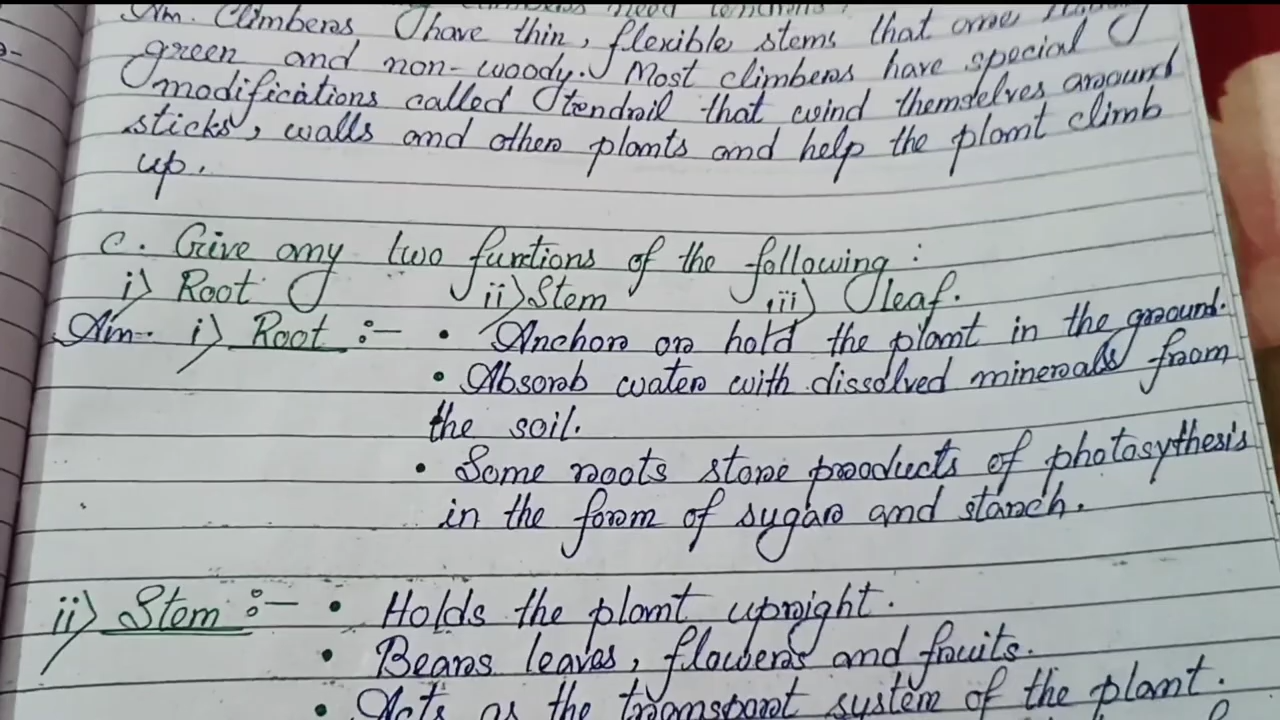 need tendrils
Ans. Climbers have thin, flexible stems that are
green and non-woody. Most climbers have special
modifications called tendril that wind themselves around
sticks, walls and other plants and help the plant climb
up.
c. Give any two functions of the following :
i) Root ii) Stem iii) leaf.
Ans. i) Root :- • Anchor or hold the plant in the ground.
• Absorb water with dissolved minerals from
the soil.
• Some roots store products of photosythesis
in the form of sugar and starch.
ii) Stem :- • Holds the plant upright.
• Bears leaves, flowers and fruits.
• Acts as the transport system of the plant.